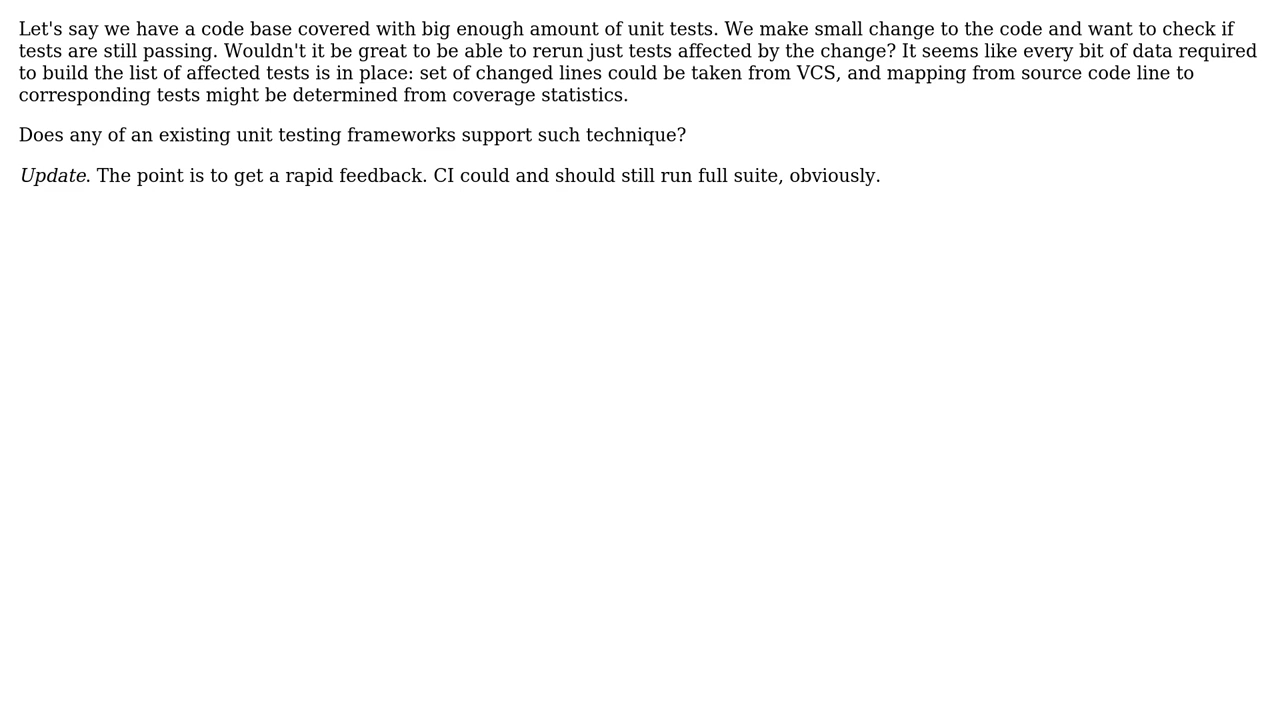 Let's say we have a code base covered with big enough amount of unit tests. We make small change to the code and want to check if
tests are still passing. Wouldn't it be great to be able to rerun just tests affected by the change? It seems like every bit of data required
to build the list of affected tests is in place: set of changed lines could be taken from VCS, and mapping from source code line to
corresponding tests might be determined from coverage statistics.
Does any of an existing unit testing frameworks support such technique?
Update. The point is to get a rapid feedback. CI could and should still run full suite, obviously.